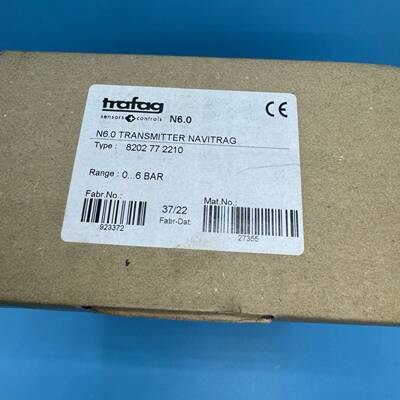 trafag
sensors controls N6.0
CE
N6.0 TRANSMITTER NAVITRAG
Type : 8202 77 2210
Range : 0...6 BAR
Fabr.No.:
923372
37/22
Fabr-Dat:
Mat.No.:
27355